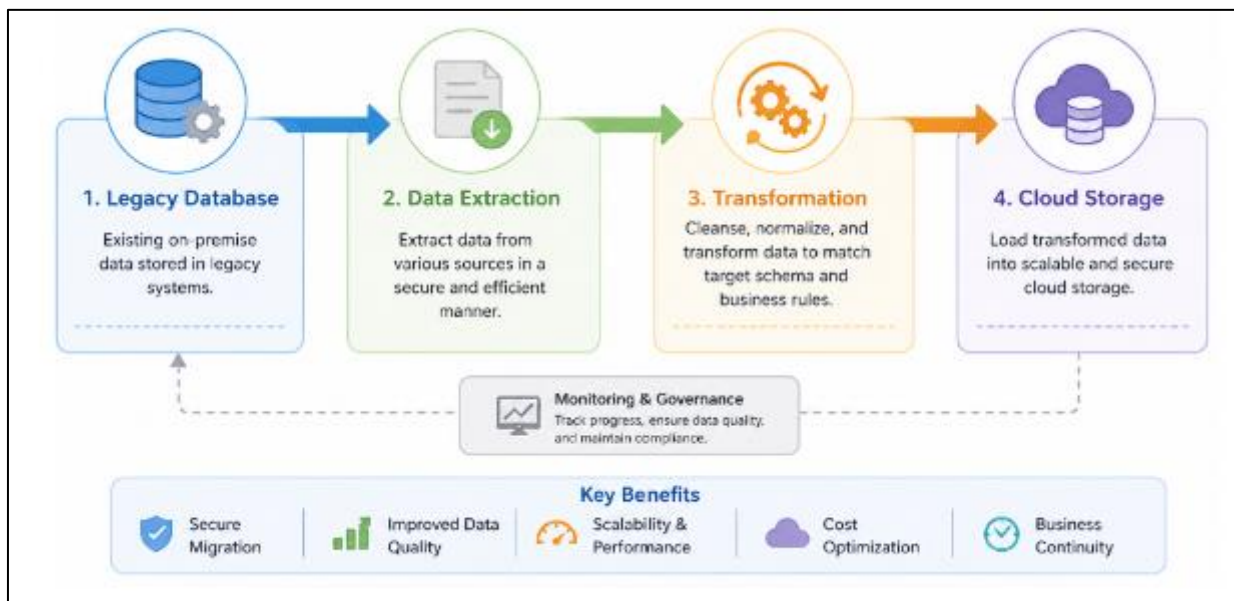 1. Legacy Database
Existing on-premise
data stored in legacy
systems.
2. Data Extraction
Extract data from
various sources in a
secure and efficient
manner.
3. Transformation
Cleanse, normalize, and
transform data to match
target schema and
business rules.
4. Cloud Storage
Load transformed data
into scalable and secure
cloud storage.
Monitoring & Governance
Track progress, ensure data quality,
and maintain compliance.
Key Benefits
Secure
Migration
Improved Data
Quality
Scalability &
Performance
Cost
Optimization
Business
Continuity